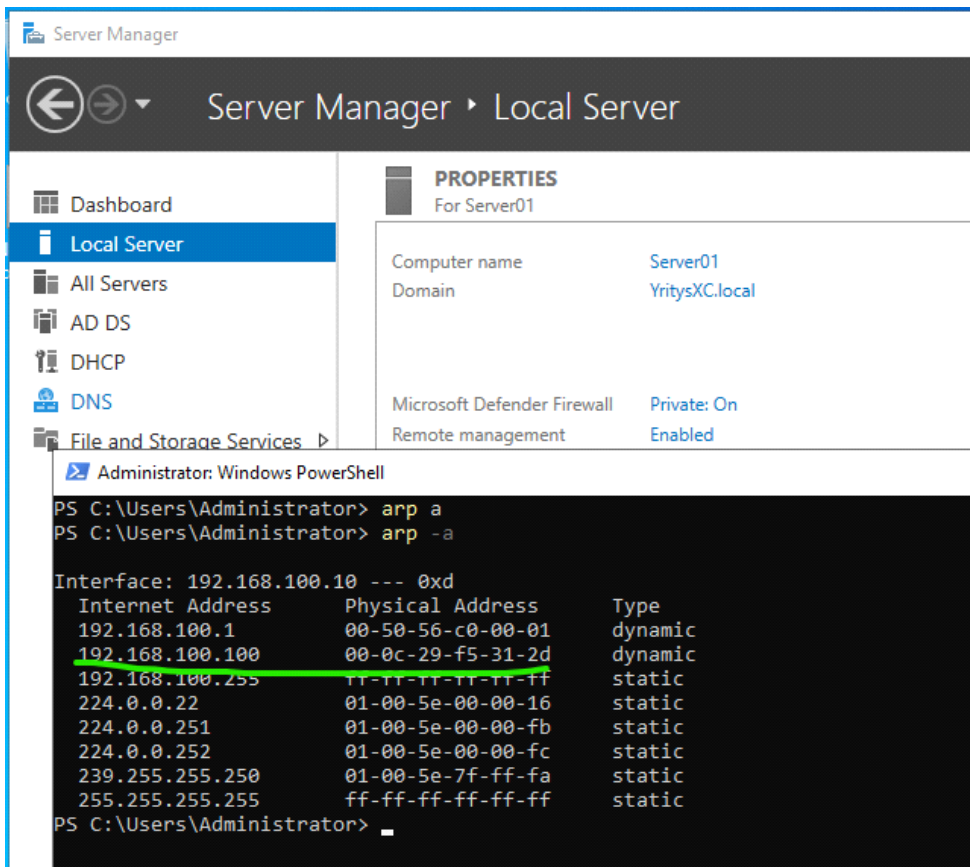 Server Manager
Server Manager ‣ Local Server
Dashboard
Local Server
All Servers
AD DS
DHCP
DNS
File and Storage Services ▷
PROPERTIES
For Server01
Computer name Server01
Domain YritysXC.local
Microsoft Defender Firewall Private: On
Remote management Enabled
Administrator: Windows PowerShell
PS C:\Users\Administrator> arp a
PS C:\Users\Administrator> arp -a
Interface: 192.168.100.10 --- 0xd
Internet Address Physical Address Type
192.168.100.1 00-50-56-c0-00-01 dynamic
192.168.100.100 00-0c-29-f5-31-2d dynamic
192.168.100.255 ff-ff-ff-ff-ff-ff static
224.0.0.22 01-00-5e-00-00-16 static
224.0.0.251 01-00-5e-00-00-fb static
224.0.0.252 01-00-5e-00-00-fc static
239.255.255.250 01-00-5e-7f-ff-fa static
255.255.255.255 ff-ff-ff-ff-ff-ff static
PS C:\Users\Administrator>